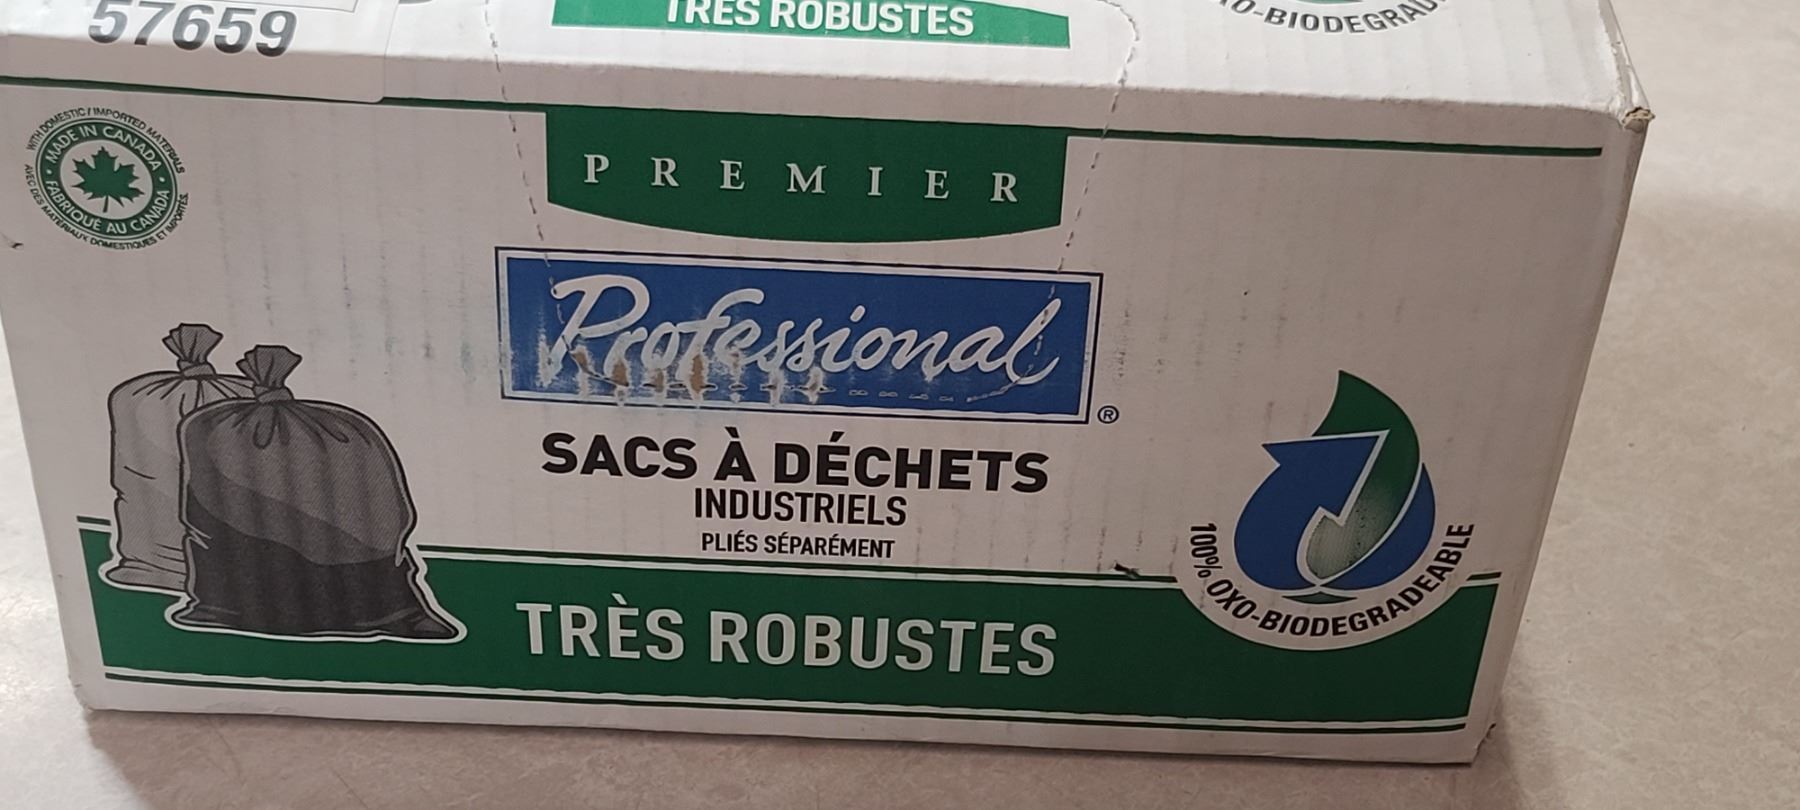 57659
TRÈS ROBUSTES
WITH DOMESTIC / IMPORTED MATERIALS
MADE IN CANADA
FABRIQUÉ AU CANADA
AVEC DES MATÉRIAUX DOMESTIQUES ET IMPORTÉS
PREMIER
Professional
®
SACS À DÉCHETS
INDUSTRIELS
PLIÉS SÉPARÉMENT
TRÈS ROBUSTES
100% OXO-BIODEGRADEABLE